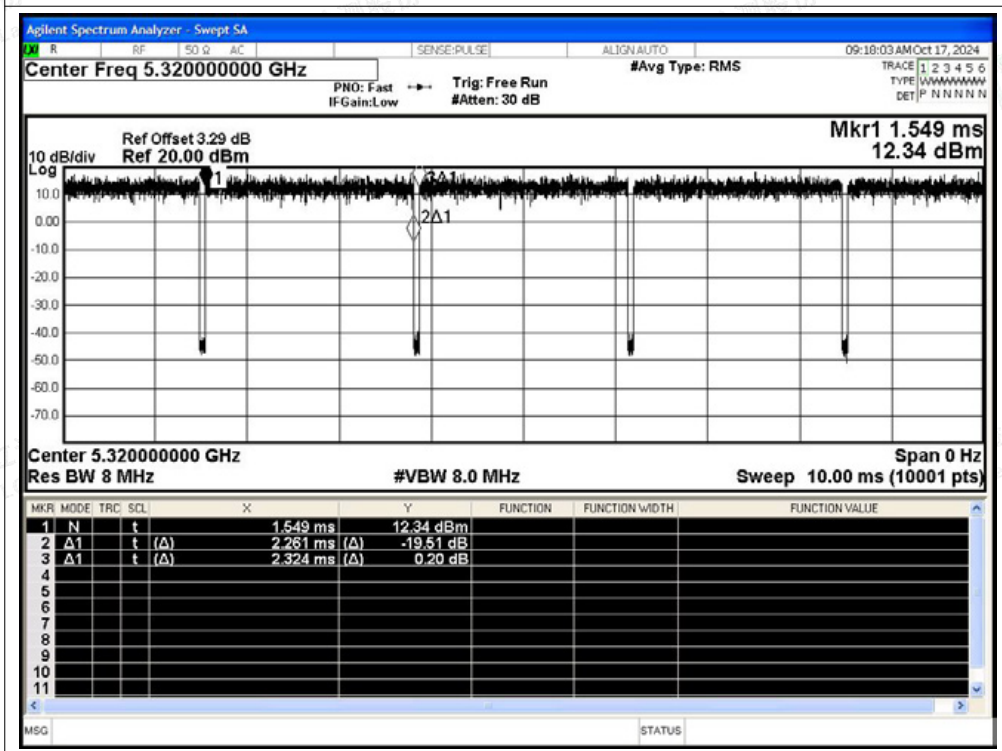 Agilent Spectrum Analyzer - Swept SA
LXI R RF 50 Ω AC SENSE:PULSE ALIGN AUTO 09:18:03 AM Oct 17, 2024
Center Freq 5.320000000 GHz #Avg Type: RMS TRACE 1 2 3 4 5 6
PNO: Fast Trig: Free Run TYPE WWWWWW
IFGain:Low #Atten: 30 dB DET P N N N N N
Mkr1 1.549 ms
Ref Offset 3.29 dB
10 dB/div Ref 20.00 dBm 12.34 dBm
Log
1 3Δ1
10.0
0.00 2Δ1
-10.0
-20.0
-30.0
-40.0
-50.0
-60.0
-70.0
Center 5.320000000 GHz Span 0 Hz
Res BW 8 MHz #VBW 8.0 MHz Sweep 10.00 ms (10001 pts)
MKR MODE TRC SCL X Y FUNCTION FUNCTION WIDTH FUNCTION VALUE
1 N t 1.549 ms 12.34 dBm
2 Δ1 t (Δ) 2.261 ms (Δ) -19.51 dB
3 Δ1 t (Δ) 2.324 ms (Δ) 0.20 dB
4
5
6
7
8
9
10
11
MSG STATUS